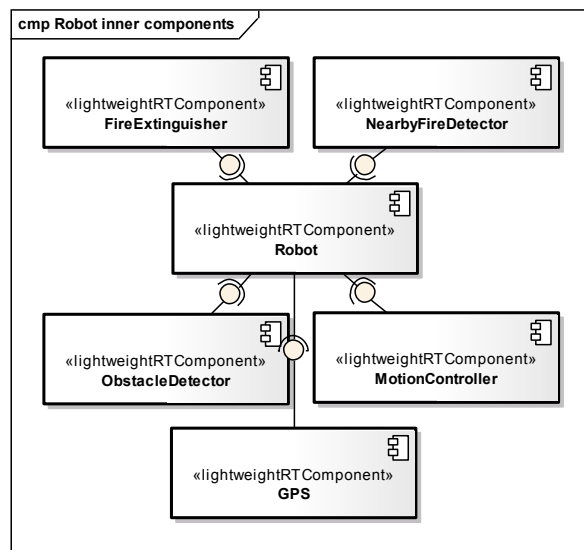 cmp Robot inner components
«lightweightRTComponent»
FireExtinguisher
«lightweightRTComponent»
NearbyFireDetector
«lightweightRTComponent»
Robot
«lightweightRTComponent»
ObstacleDetector
«lightweightRTComponent»
MotionController
«lightweightRTComponent»
GPS